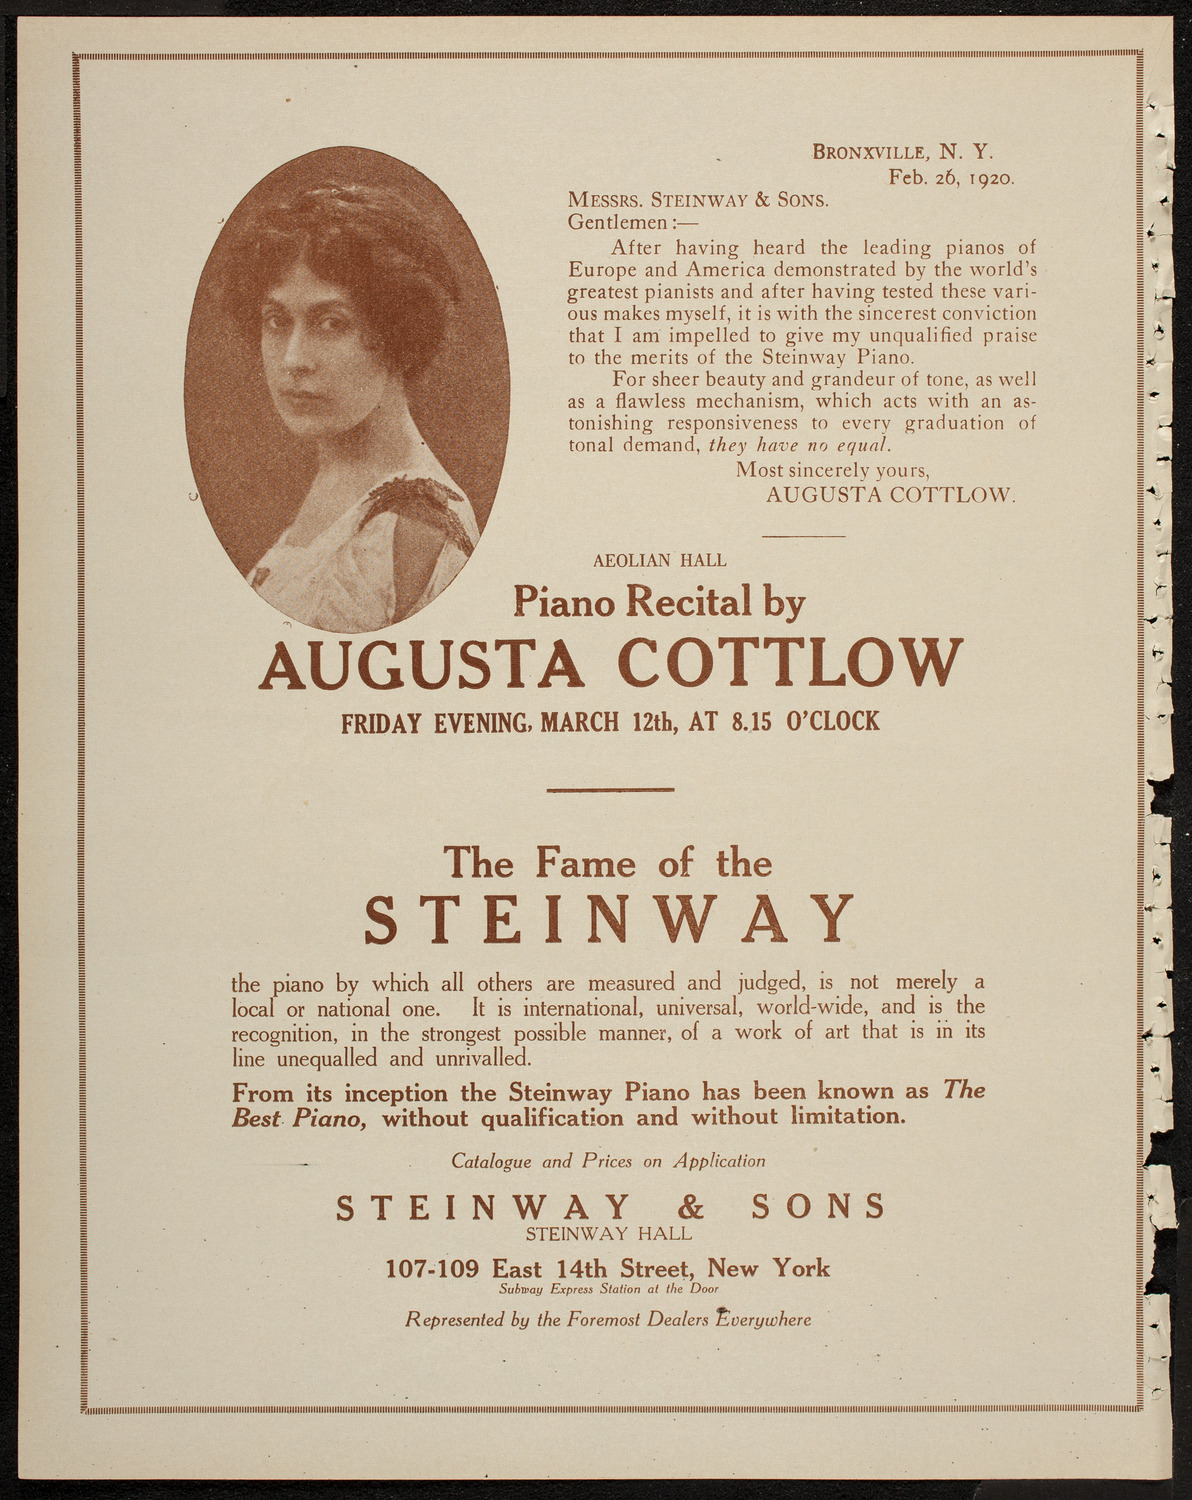 BRONXVILLE, N. Y.
Feb. 26, 1920.
MESSRS. STEINWAY & SONS.
Gentlemen :—
After having heard the leading pianos of
Europe and America demonstrated by the world's
greatest pianists and after having tested these vari-
ous makes myself, it is with the sincerest conviction
that I am impelled to give my unqualified praise
to the merits of the Steinway Piano.
For sheer beauty and grandeur of tone, as well
as a flawless mechanism, which acts with an as-
tonishing responsiveness to every graduation of
tonal demand, they have no equal.
Most sincerely yours,
AUGUSTA COTTLOW.
AEOLIAN HALL
Piano Recital by
AUGUSTA COTTLOW
FRIDAY EVENING, MARCH 12th, AT 8.15 O'CLOCK
The Fame of the
STEINWAY
the piano by which all others are measured and judged, is not merely a
local or national one. It is international, universal, world-wide, and is the
recognition, in the strongest possible manner, of a work of art that is in its
line unequalled and unrivalled.
From its inception the Steinway Piano has been known as The
Best Piano, without qualification and without limitation.
Catalogue and Prices on Application
STEINWAY & SONS
STEINWAY HALL
107-109 East 14th Street, New York
Subway Express Station at the Door
Represented by the Foremost Dealers Everywhere